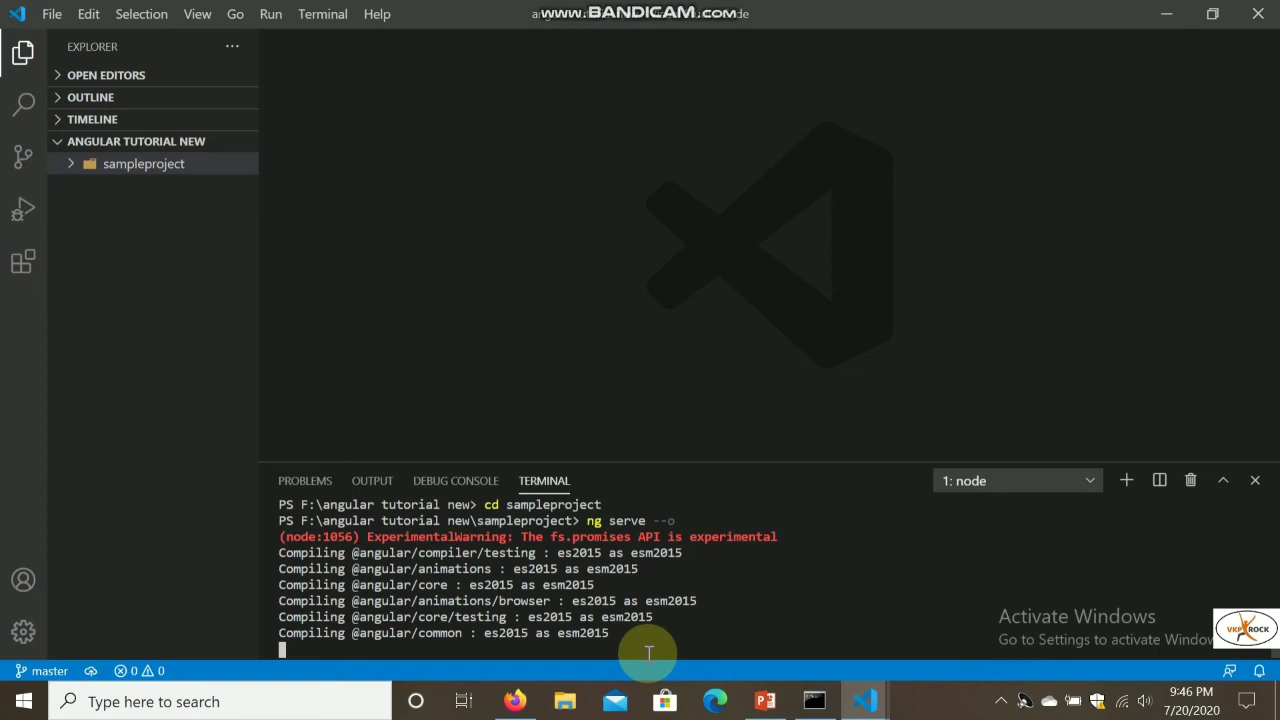 File Edit Selection View Go Run Terminal Help
www.BANDICAM.com
EXPLORER
OPEN EDITORS
OUTLINE
TIMELINE
ANGULAR TUTORIAL NEW
sampleproject
PROBLEMS OUTPUT DEBUG CONSOLE TERMINAL
1: node
PS F:\angular tutorial new> cd sampleproject
PS F:\angular tutorial new\sampleproject> ng serve --o
(node:1056) ExperimentalWarning: The fs.promises API is experimental
Compiling @angular/compiler/testing : es2015 as esm2015
Compiling @angular/animations : es2015 as esm2015
Compiling @angular/core : es2015 as esm2015
Compiling @angular/animations/browser : es2015 as esm2015
Compiling @angular/core/testing : es2015 as esm2015
Compiling @angular/common : es2015 as esm2015
Activate Windows
Go to Settings to activate Windows
VKP ROCK
master 0 0
Type here to search
9:46 PM
7/20/2020